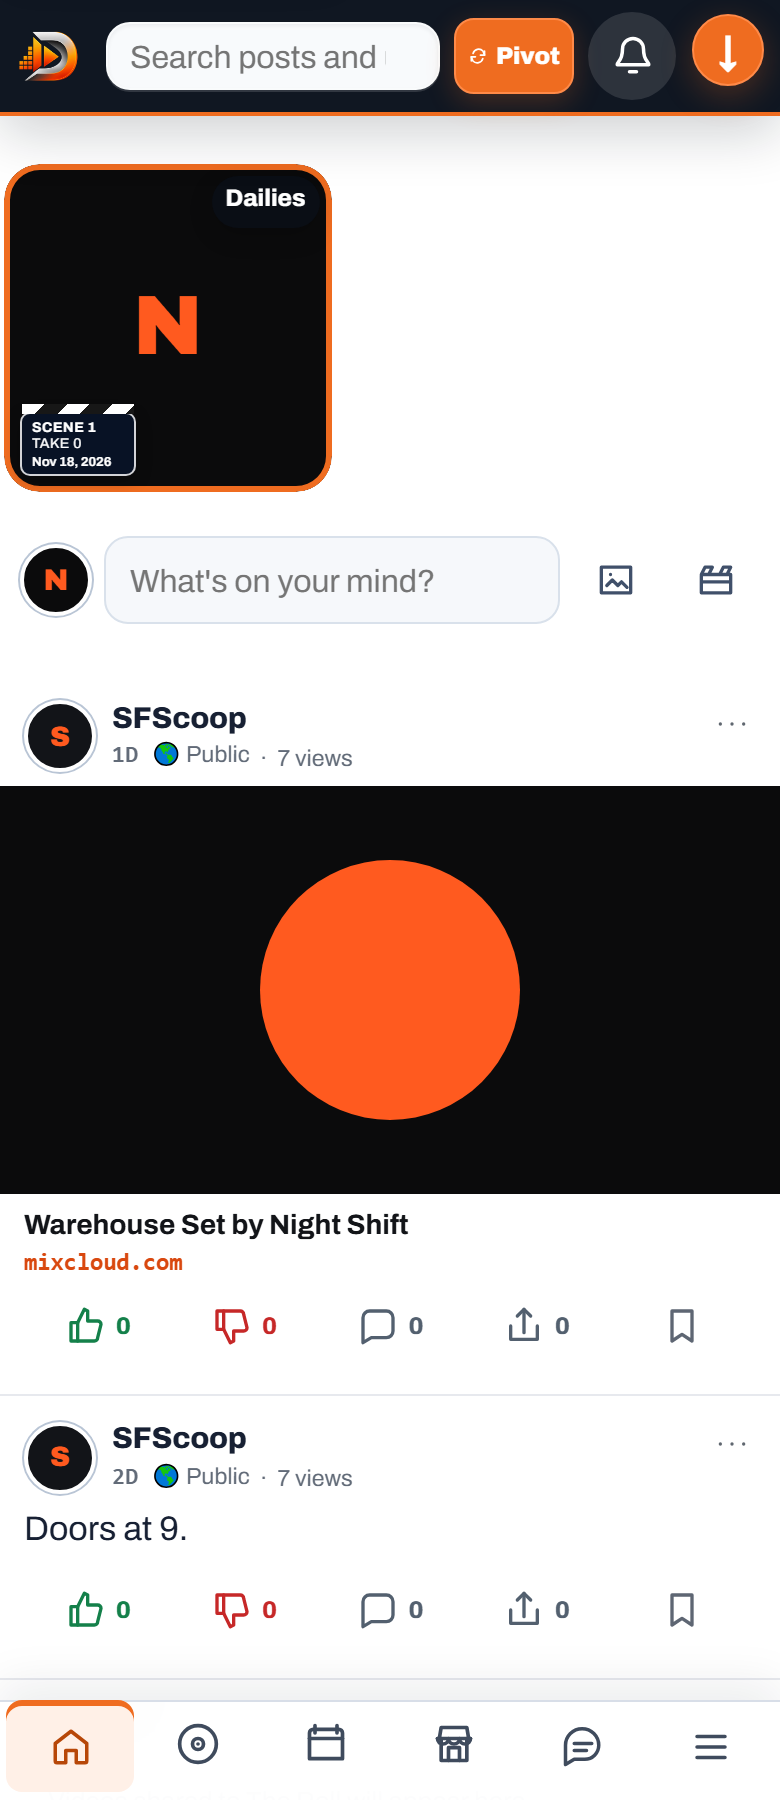 Search posts and
Pivot
Dailies
N
SCENE 1
TAKE 0
Nov 18, 2026
N
What's on your mind?
S
SFScoop
1D Public · 7 views
Warehouse Set by Night Shift
mixcloud.com
0 0 0 0
S
SFScoop
2D Public · 7 views
Doors at 9.
0 0 0 0